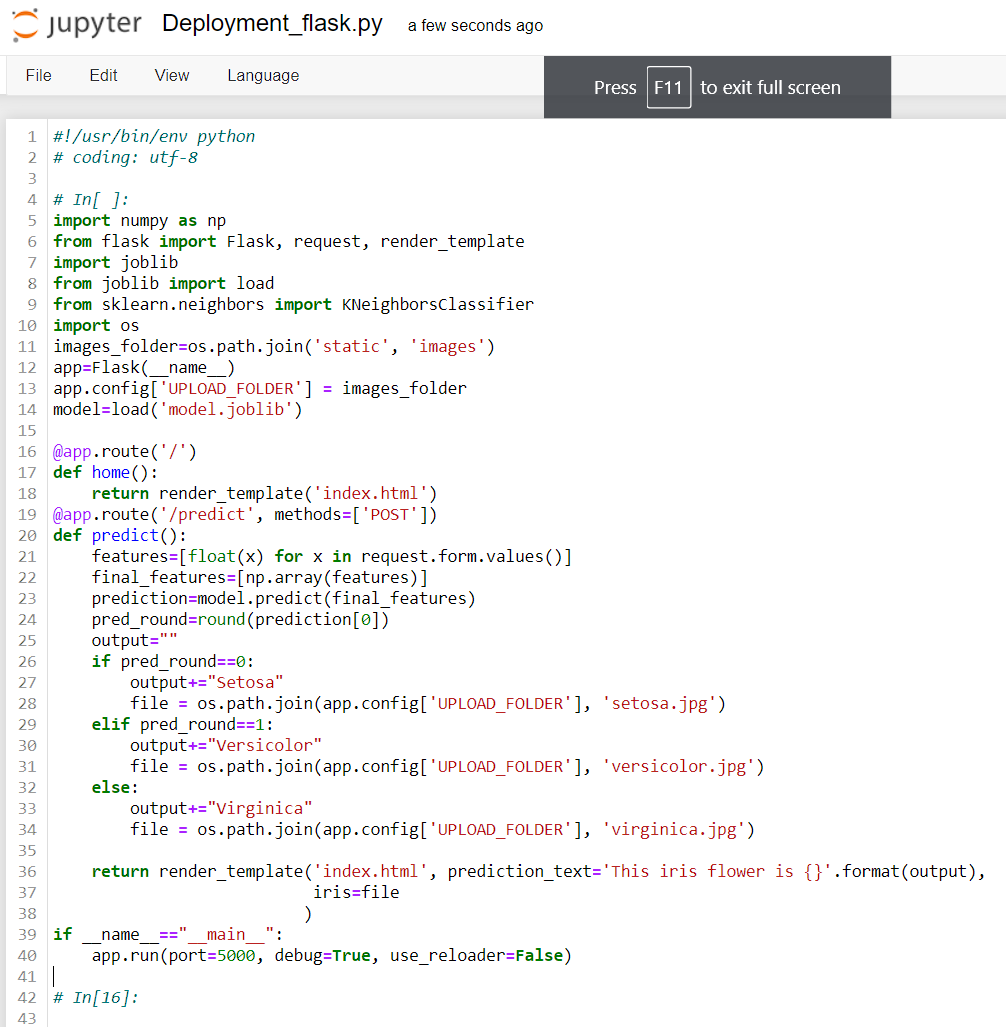 jupyter Deployment_flask.py a few seconds ago
File Edit View Language
Press F11 to exit full screen
1 #!/usr/bin/env python
2 # coding: utf-8
3
4 # In[ ]:
5 import numpy as np
6 from flask import Flask, request, render_template
7 import joblib
8 from joblib import load
9 from sklearn.neighbors import KNeighborsClassifier
10 import os
11 images_folder=os.path.join('static', 'images')
12 app=Flask(__name__)
13 app.config['UPLOAD_FOLDER'] = images_folder
14 model=load('model.joblib')
15
16 @app.route('/')
17 def home():
18     return render_template('index.html')
19 @app.route('/predict', methods=['POST'])
20 def predict():
21     features=[float(x) for x in request.form.values()]
22     final_features=[np.array(features)]
23     prediction=model.predict(final_features)
24     pred_round=round(prediction[0])
25     output=""
26     if pred_round==0:
27         output+="Setosa"
28         file = os.path.join(app.config['UPLOAD_FOLDER'], 'setosa.jpg')
29     elif pred_round==1:
30         output+="Versicolor"
31         file = os.path.join(app.config['UPLOAD_FOLDER'], 'versicolor.jpg')
32     else:
33         output+="Virginica"
34         file = os.path.join(app.config['UPLOAD_FOLDER'], 'virginica.jpg')
35
36     return render_template('index.html', prediction_text='This iris flower is {}'.format(output),
37                            iris=file
38                           )
39 if __name__=="__main__":
40     app.run(port=5000, debug=True, use_reloader=False)
41
42 # In[16]:
43